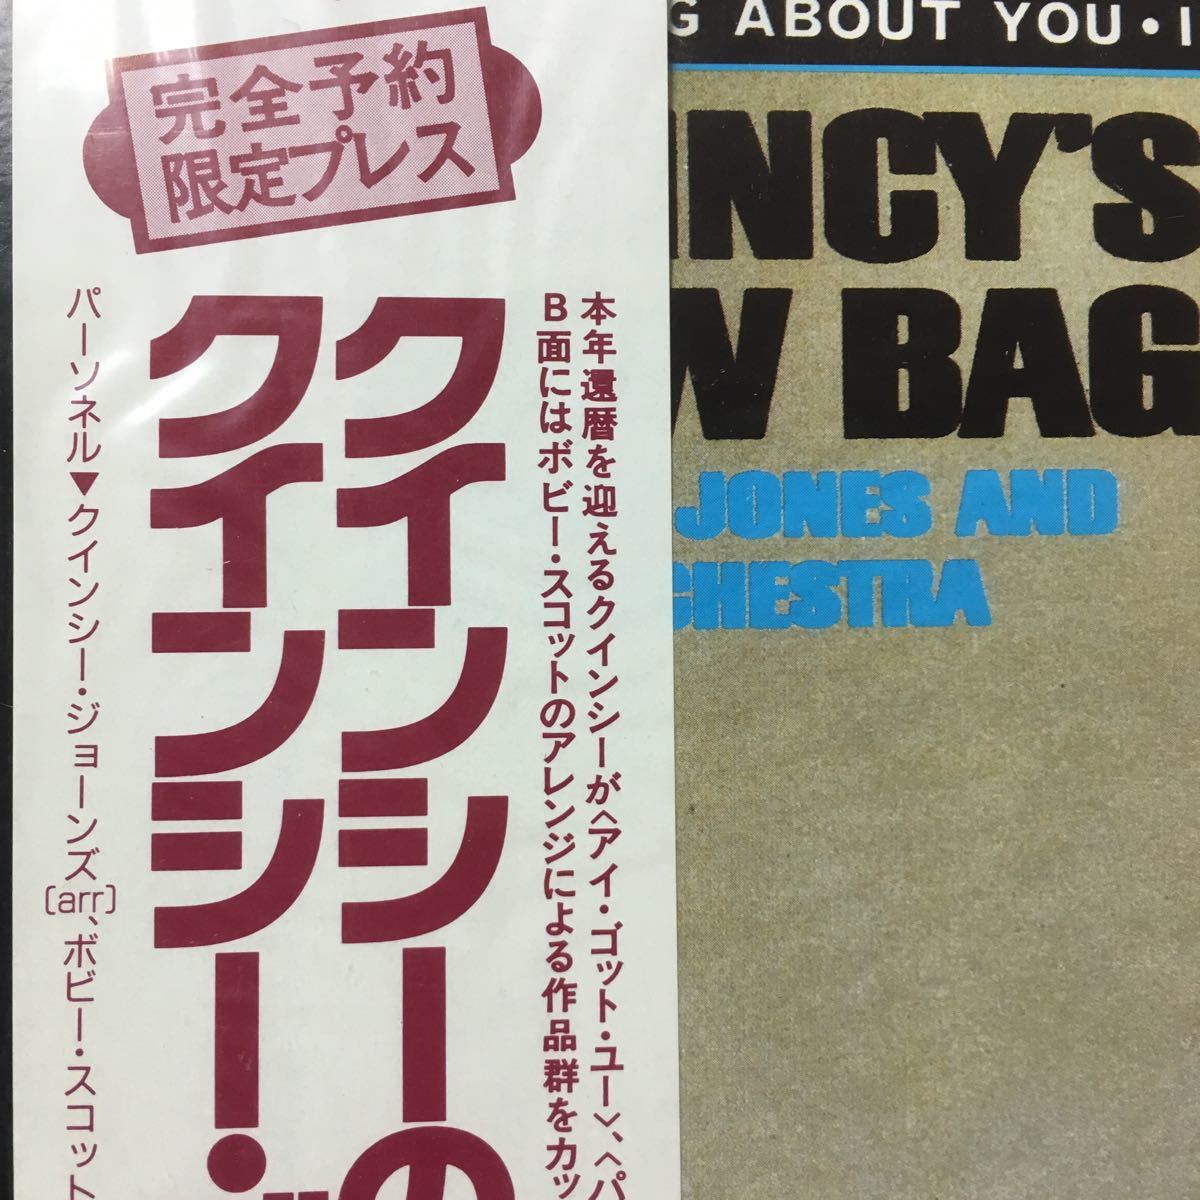 完全予約
限定プレス
本年還暦を迎えるクインシーが〈アイ・ゴット・ユー〉、〈パ
B面にはボビー・スコットのアレンジによる作品群をカッ
クインシーの
クインシー・
パーソネル▼クインシー・ジョーンズ〔arr〕、ボビー・スコット
G ABOUT YOU・I
NCY'S
W BAG
JONES AND
CHESTRA